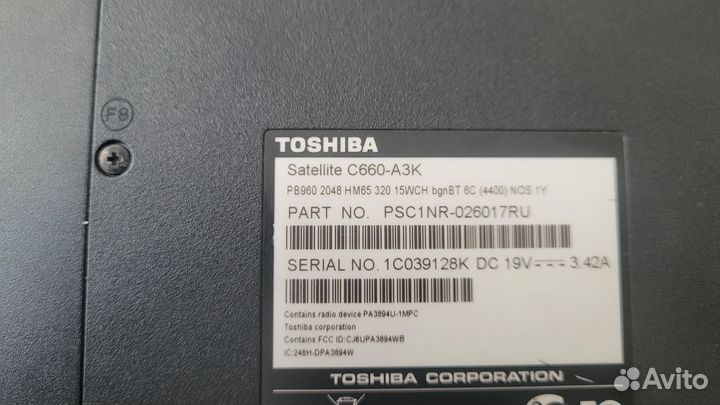 F8
TOSHIBA
Satellite C660-A3K
PB960 2048 HM65 320 15WCH bgnBT 6C (4400) NOS 1Y
PART NO. PSC1NR-026017RU
SERIAL NO. 1C039128K DC 19V 3.42A
Contains radio device PA3894U-1MPC
Toshiba corporation
Contains FCC ID:CJ6UPA3894WB
IC:248H-DPA3894W
TOSHIBA CORPORATION
Avito